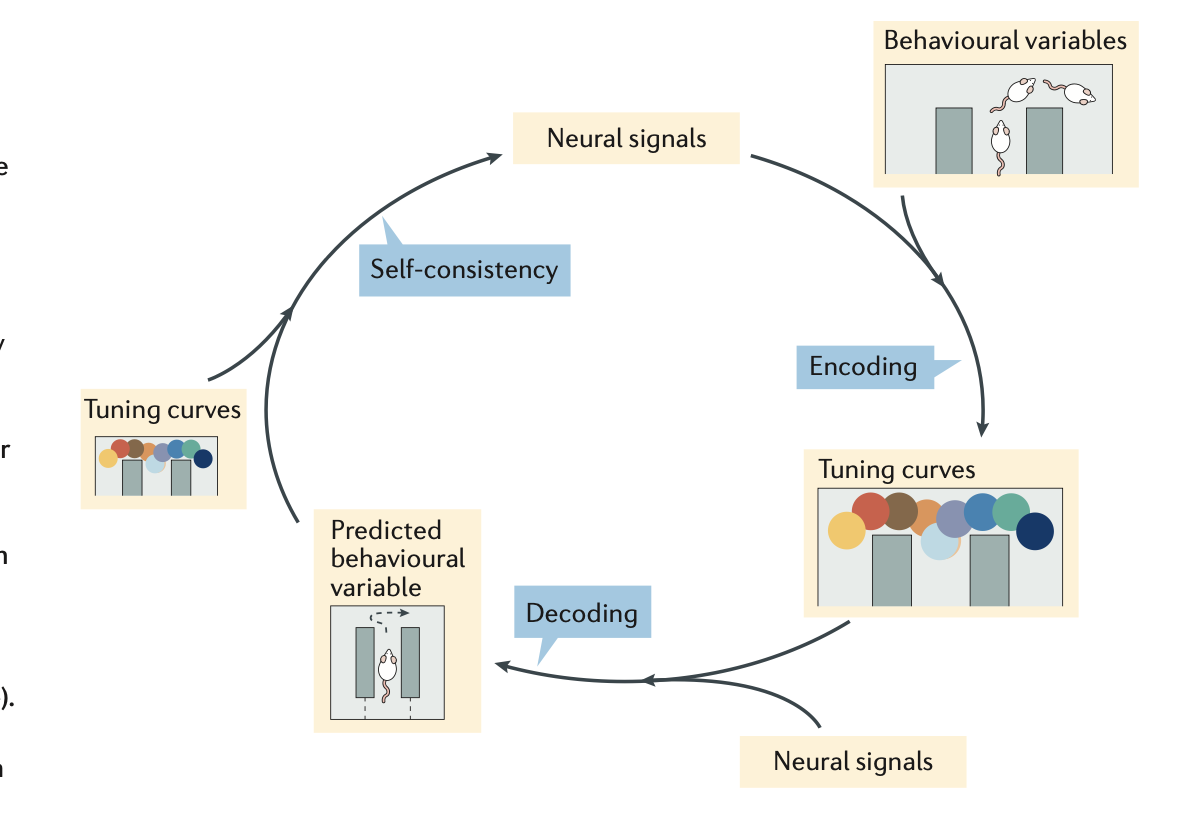 Behavioural variables
Neural signals
e
Self-consistency
y
Encoding
Tuning curves
r
Tuning curves
Predicted
behavioural
variable
n
Decoding
).
Neural signals
n